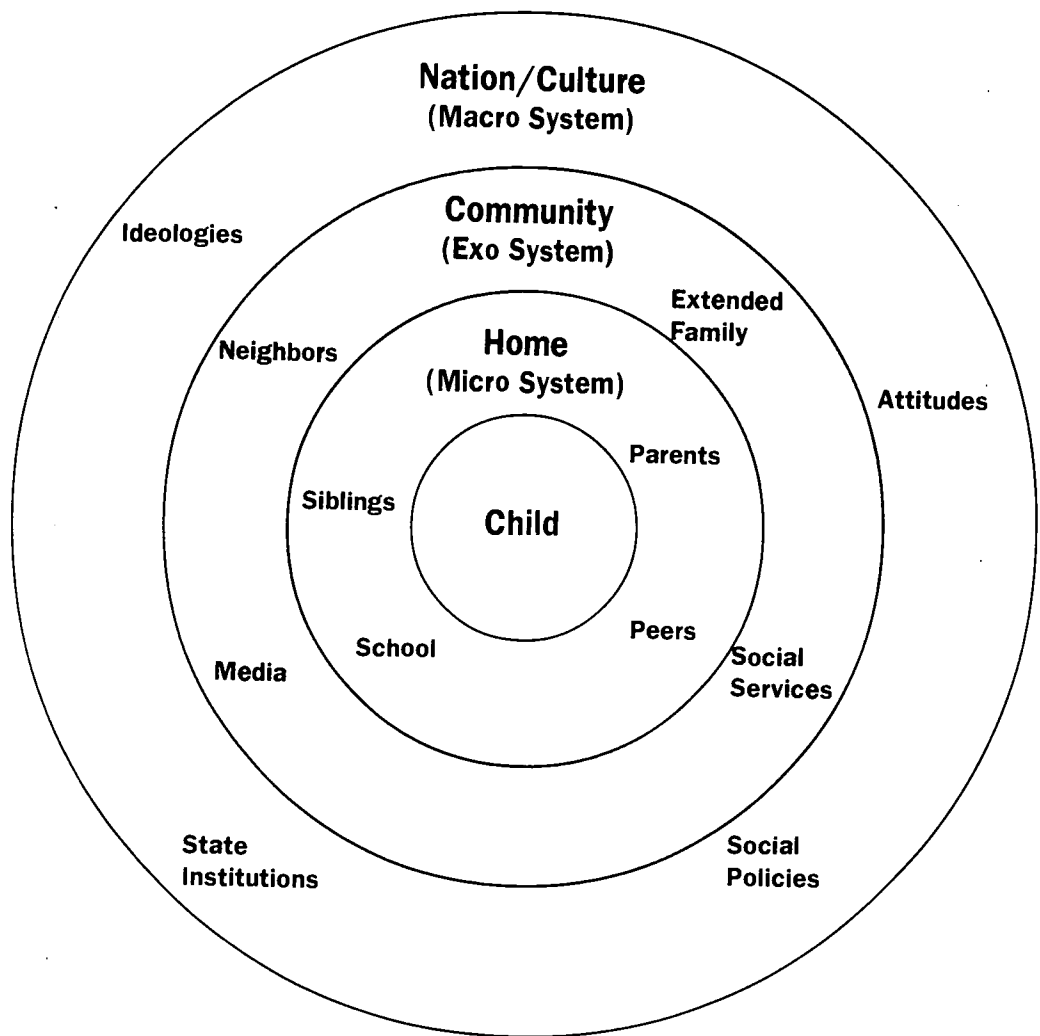 Nation/Culture
(Macro System)
Community
(Exo System)
Ideologies
Extended
Family
Neighbors
Home
(Micro System)
Attitudes
Parents
Siblings
Child
Peers
School
Social
Services
Media
State
Institutions
Social
Policies